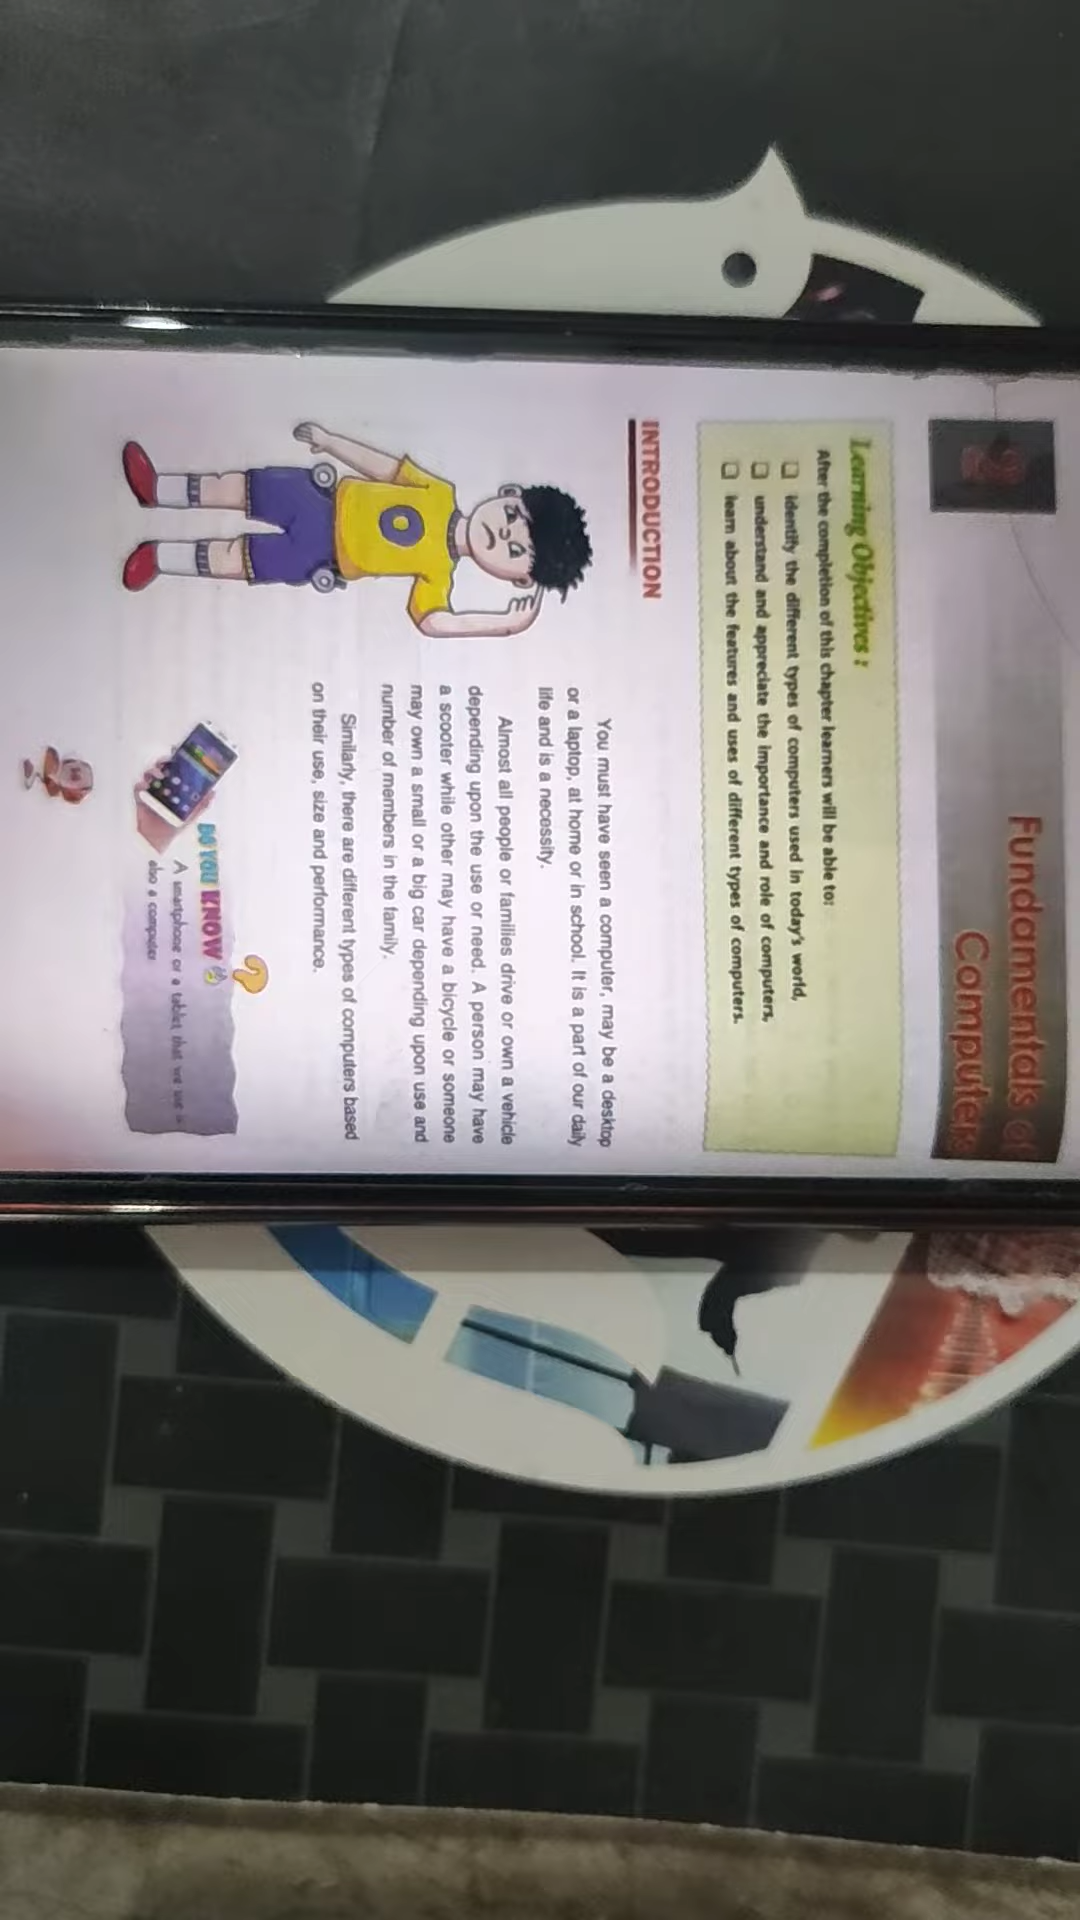 2
Fundamentals of
Computers
Learning Objectives :
After the completion of this chapter learners will be able to:
❑ identify the different types of computers used in today's world,
❑ understand and appreciate the importance and role of computers,
❑ learn about the features and uses of different types of computers.
INTRODUCTION
You must have seen a computer, may be a desktop
or a laptop, at home or in school. It is a part of our daily
life and is a necessity.
Almost all people or families drive or own a vehicle
depending upon the use or need. A person may have
a scooter while other may have a bicycle or someone
may own a small or a big car depending upon use and
number of members in the family.
Similarly, there are different types of computers based
on their use, size and performance.
DO YOU KNOW ?
A smartphone or a tablet that we use is
also a computer